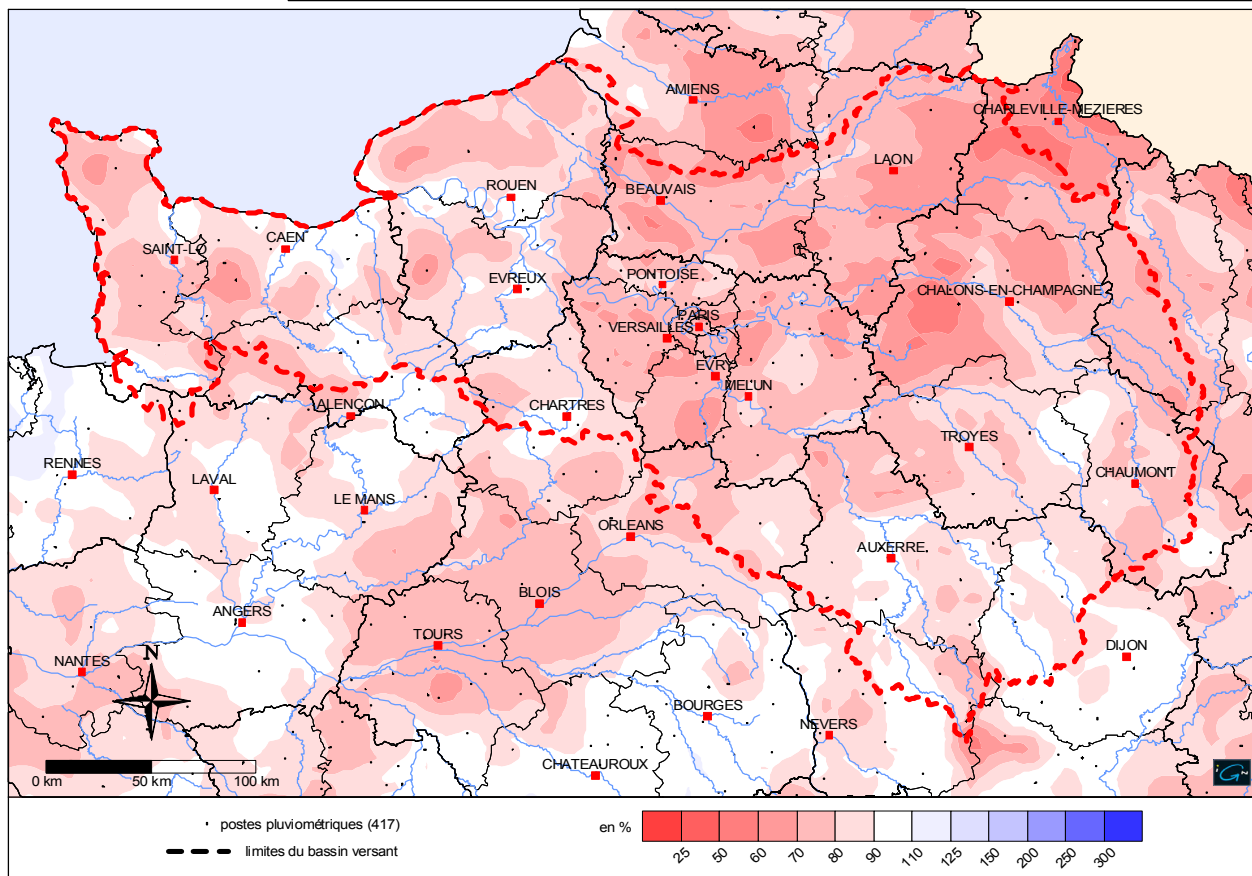 AMIENS
CHARLEVILLE-MEZIERES
LAON
ROUEN
BEAUVAIS
CAEN
SAINT-LO
EVREUX
PONTOISE
CHALONS-EN-CHAMPAGNE
PARIS
VERSAILLES
EVRY
MELUN
ALENCON
CHARTRES
TROYES
RENNES
LAVAL
LE MANS
CHAUMONT
ORLEANS
AUXERRE
BLOIS
ANGERS
TOURS
DIJON
NANTES
N
BOURGES
NEVERS
CHATEAUROUX
0 km 50 km 100 km
postes pluviométriques (417)
limites du bassin versant
en %
25 50 60 70 80 90 110 125 150 200 250 300